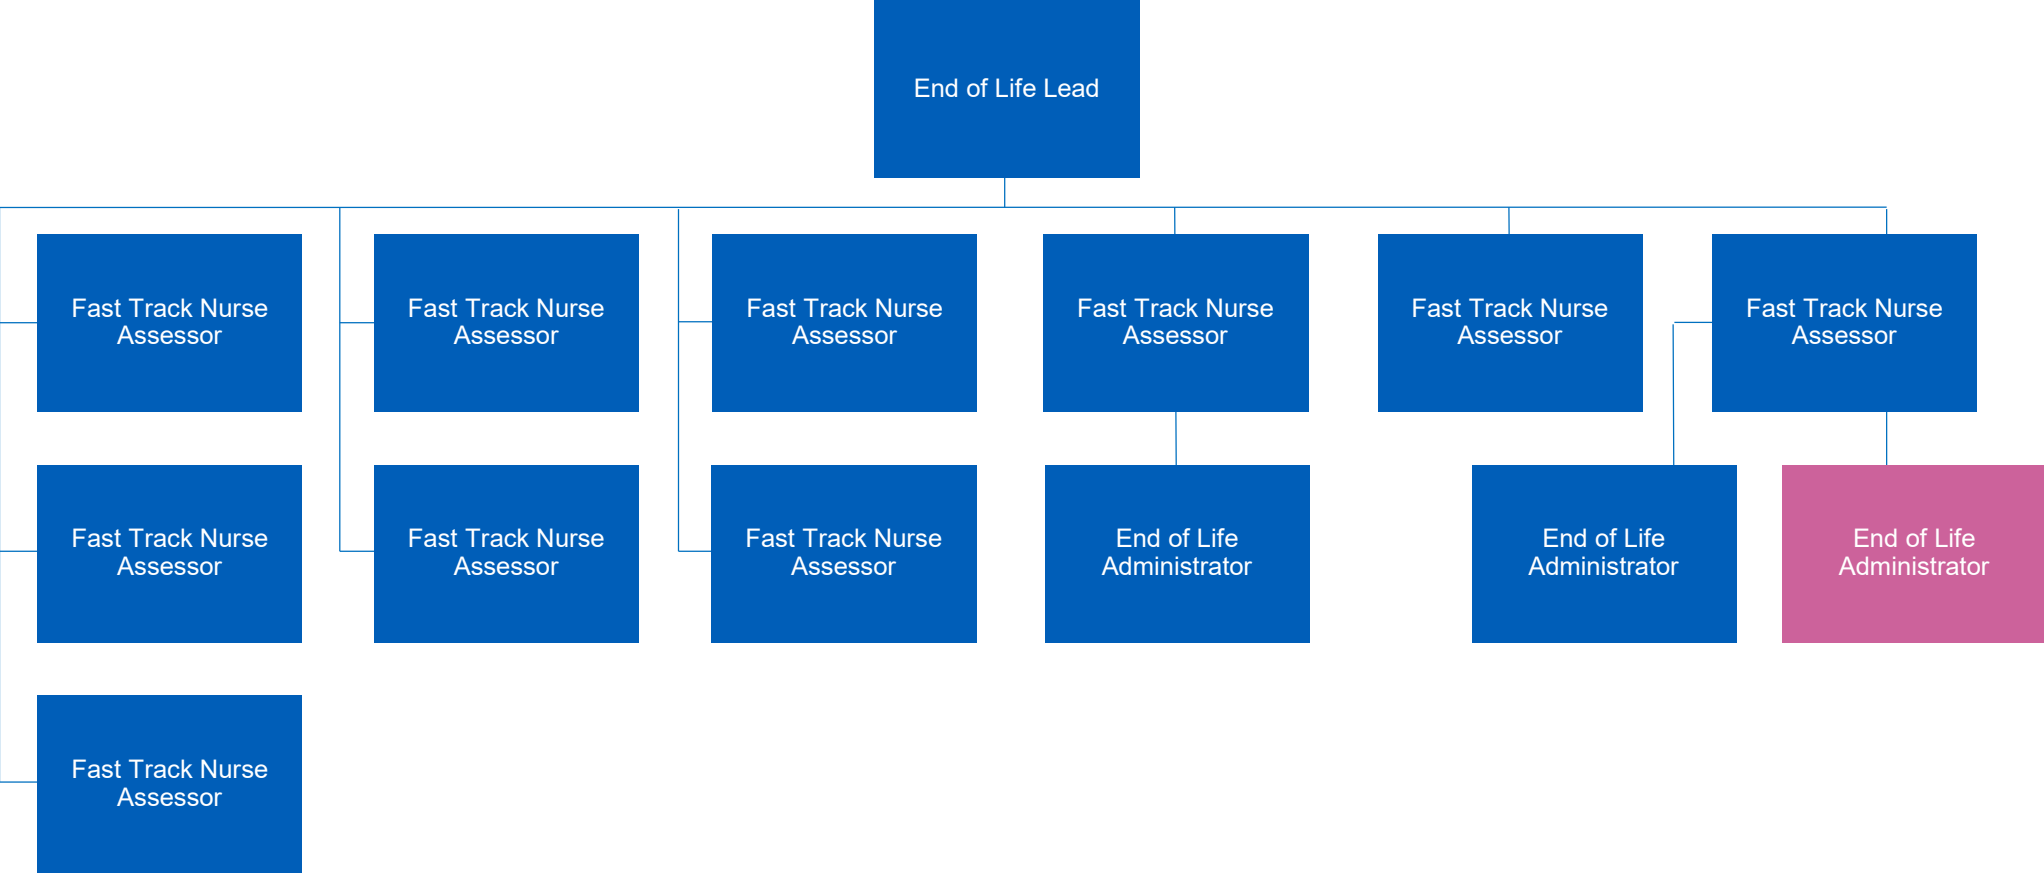 End of Life Lead
Fast Track Nurse
Assessor
Fast Track Nurse
Assessor
Fast Track Nurse
Assessor
Fast Track Nurse
Assessor
Fast Track Nurse
Assessor
Fast Track Nurse
Assessor
Fast Track Nurse
Assessor
Fast Track Nurse
Assessor
Fast Track Nurse
Assessor
End of Life
Administrator
End of Life
Administrator
End of Life
Administrator
Fast Track Nurse
Assessor